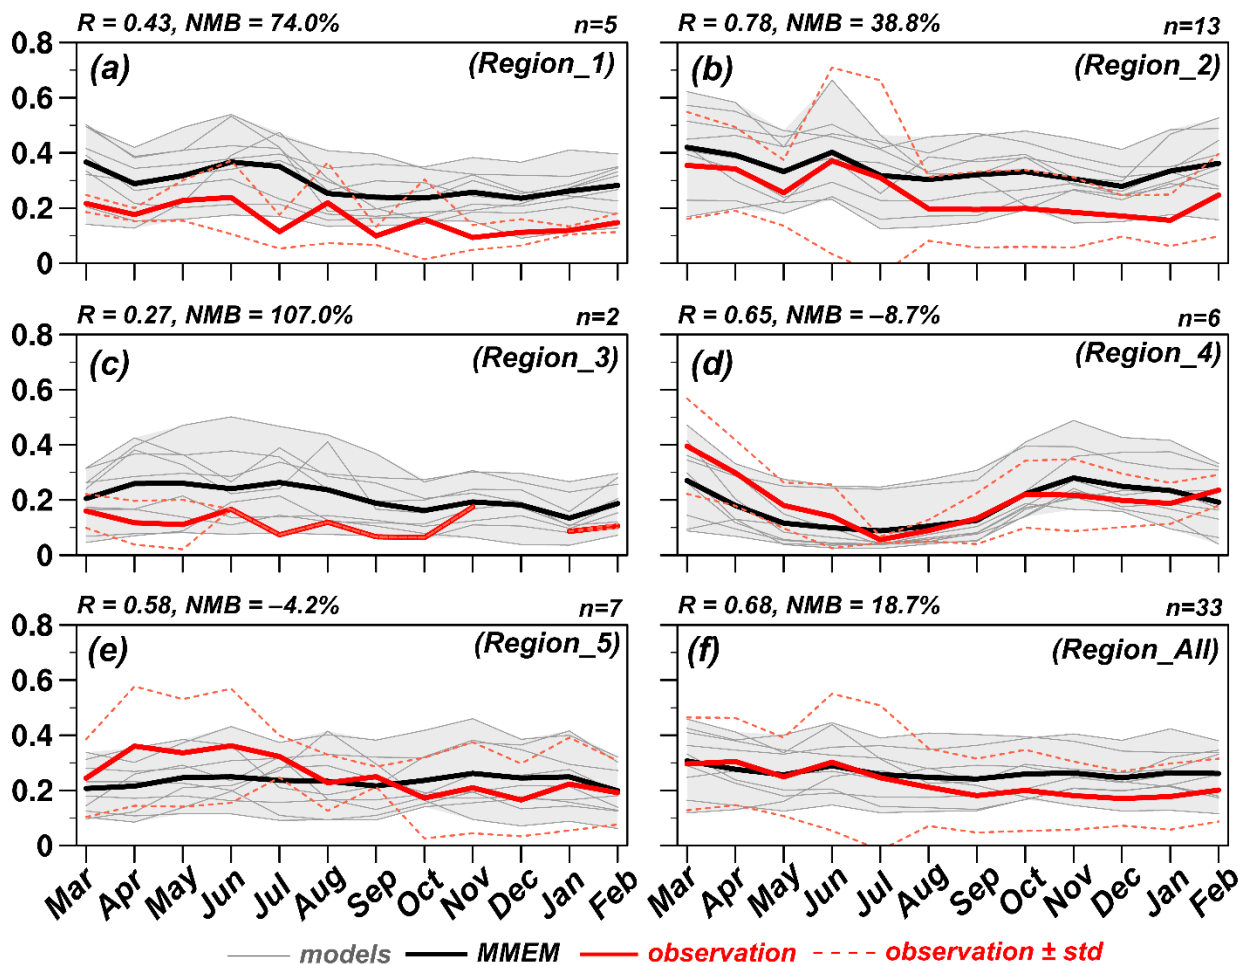 R = 0.43, NMB = 74.0% n=5
R = 0.78, NMB = 38.8% n=13
0.8
0.6
0.4
0.2
0
(a) (Region_1)
(b) (Region_2)
R = 0.27, NMB = 107.0% n=2
R = 0.65, NMB = –8.7% n=6
0.8
0.6
0.4
0.2
0
(c) (Region_3)
(d) (Region_4)
R = 0.58, NMB = –4.2% n=7
R = 0.68, NMB = 18.7% n=33
0.8
0.6
0.4
0.2
0
(e) (Region_5)
(f) (Region_All)
Mar Apr May Jun Jul Aug Sep Oct Nov Dec Jan Feb
Mar Apr May Jun Jul Aug Sep Oct Nov Dec Jan Feb
models MMEM observation observation ± std